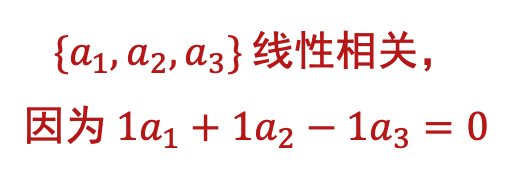 {a₁, a₂, a₃} 线性相关，
因为 1a₁ + 1a₂ − 1a₃ = 0